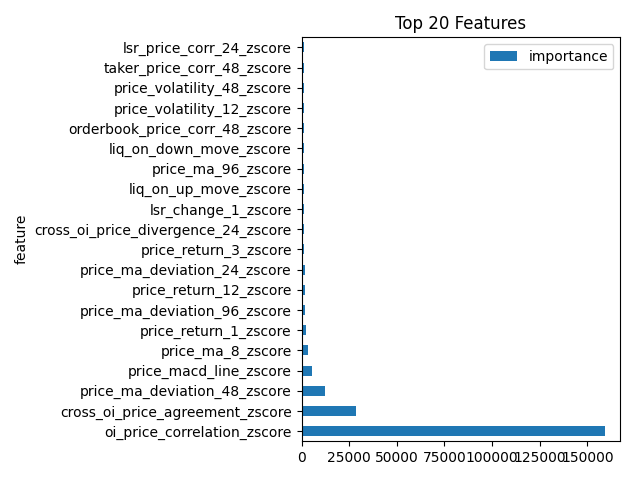 Top 20 Features
importance
feature
lsr_price_corr_24_zscore
taker_price_corr_48_zscore
price_volatility_48_zscore
price_volatility_12_zscore
orderbook_price_corr_48_zscore
liq_on_down_move_zscore
price_ma_96_zscore
liq_on_up_move_zscore
lsr_change_1_zscore
cross_oi_price_divergence_24_zscore
price_return_3_zscore
price_ma_deviation_24_zscore
price_return_12_zscore
price_ma_deviation_96_zscore
price_return_1_zscore
price_ma_8_zscore
price_macd_line_zscore
price_ma_deviation_48_zscore
cross_oi_price_agreement_zscore
oi_price_correlation_zscore
0 25000 50000 75000 100000 125000 150000